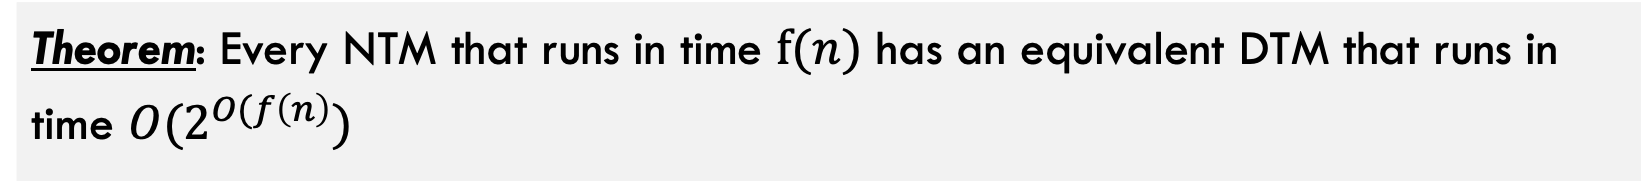 Theorem: Every NTM that runs in time f(n) has an equivalent DTM that runs in
time O(2^{O(f(n)})